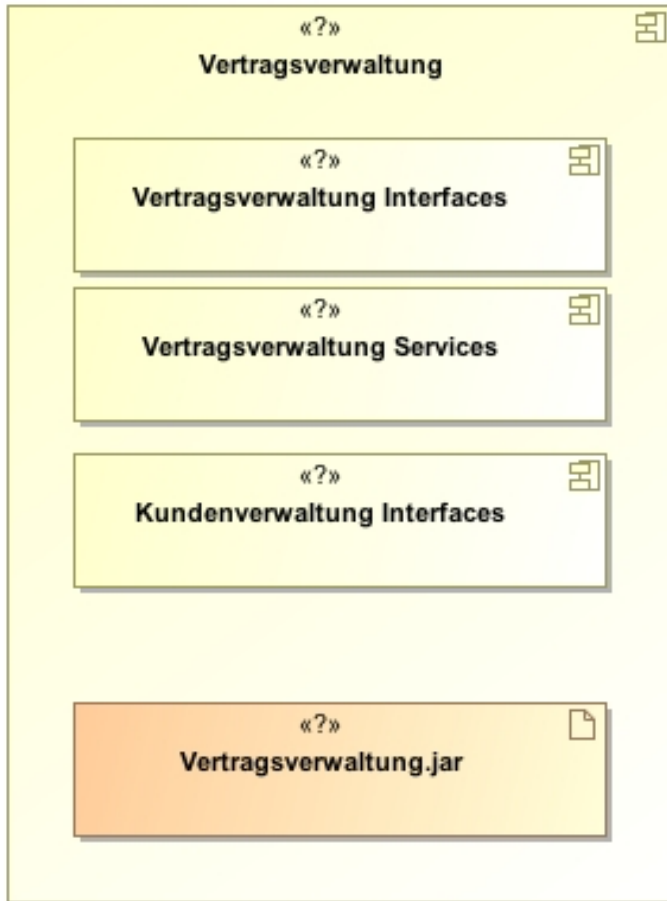 «?»
Vertragsverwaltung
«?»
Vertragsverwaltung Interfaces
«?»
Vertragsverwaltung Services
«?»
Kundenverwaltung Interfaces
«?»
Vertragsverwaltung.jar